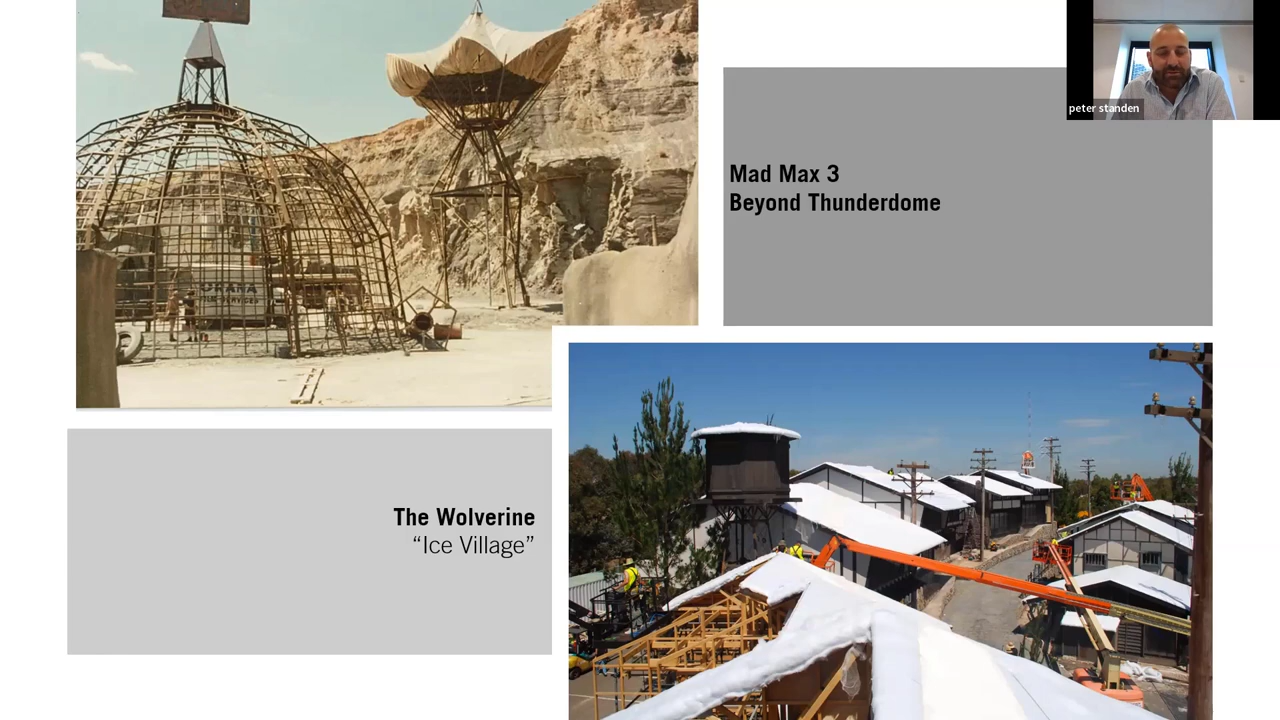 peter standen
Mad Max 3
Beyond Thunderdome
The Wolverine
“Ice Village”